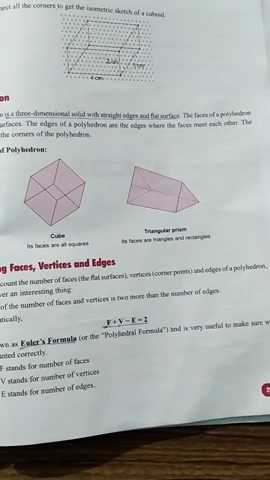 nect all the corners to get the isometric sketch of a cuboid.
4 cm
on
n is a three-dimensional solid with straight edges and flat surface. The faces of a polyhedron
urfaces. The edges of a polyhedron are the edges where the faces meet each other. The
the corners of the polyhedron.
of Polyhedron:
Cube
Its faces are all squares
Triangular prism
Its faces are triangles and rectangles
g Faces, Vertices and Edges
count the number of faces (the flat surfaces), vertices (corner points) and edges of a polyhedron,
ver an interesting thing:
of the number of faces and vertices is two more than the number of edges.
atically,
F + V – E = 2
wn as Euler's Formula (or the "Polyhedral Formula") and is very useful to make sure w
unted correctly.
F stands for number of faces
V stands for number of vertices
E stands for number of edges.